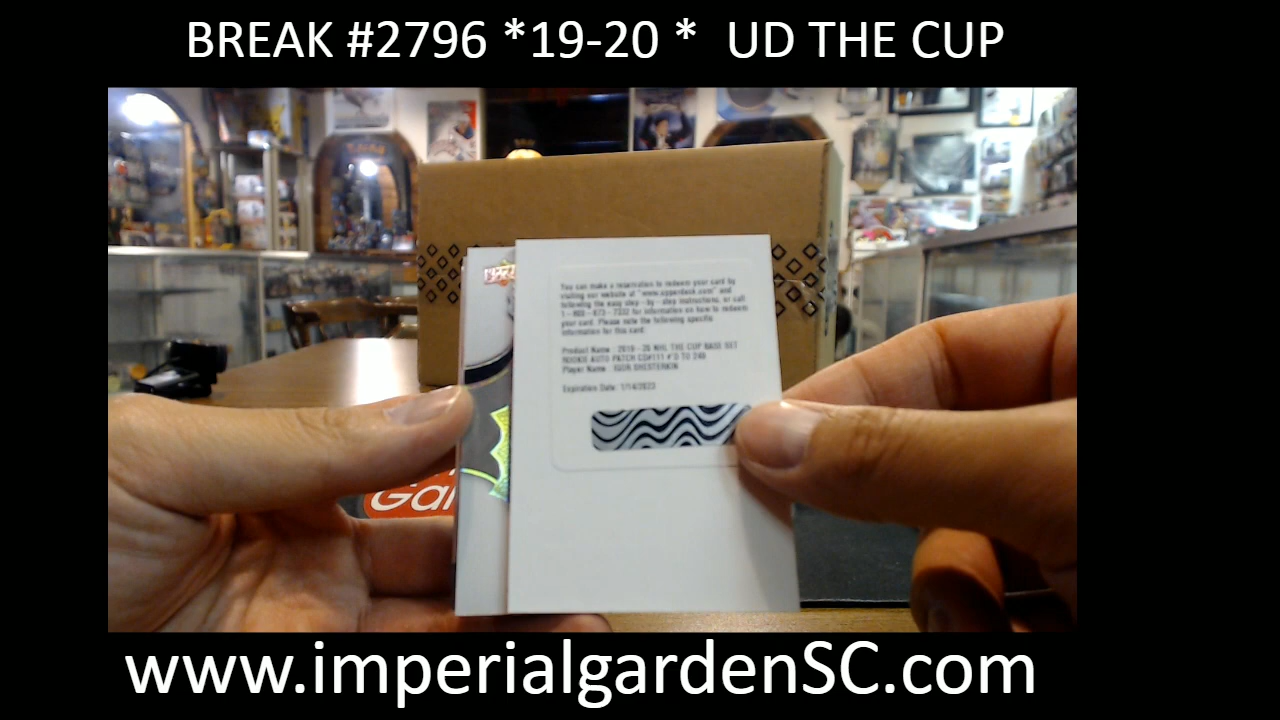 BREAK #2796 *19-20 *  UD THE CUP
You can make a reservation to redeem your card by
visiting our website at "www.upperdeck.com" and
following the easy step - by - step instructions, or call
1 - 800 - 873 - 7332 for information on how to redeem
your card. Please note the following specific
information for this card:
Product Name : 2019 - 20 NHL THE CUP BASE SET
ROOKIE AUTO PATCH CD#111 #'D TO 249
Player Name : IGOR SHESTERKIN
Expiration Date: 1/14/2023
Gar
www.imperialgardenSC.com